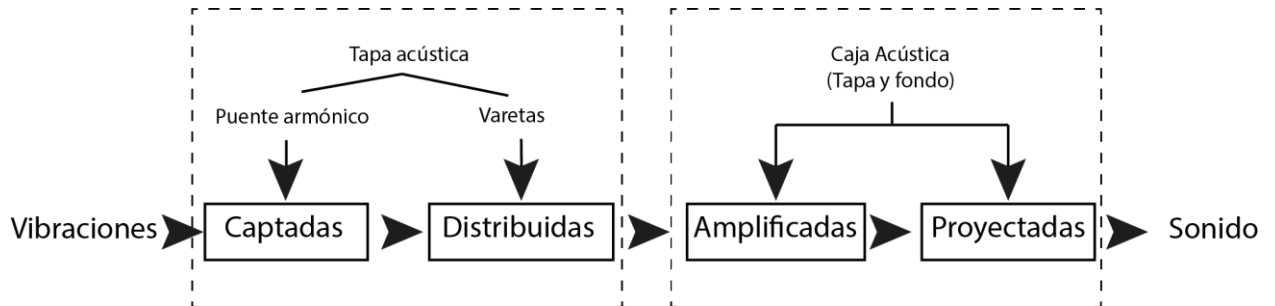 Tapa acústica
Caja Acústica
(Tapa y fondo)
Puente armónico
Varetas
Vibraciones
Captadas
Distribuidas
Amplificadas
Proyectadas
Sonido